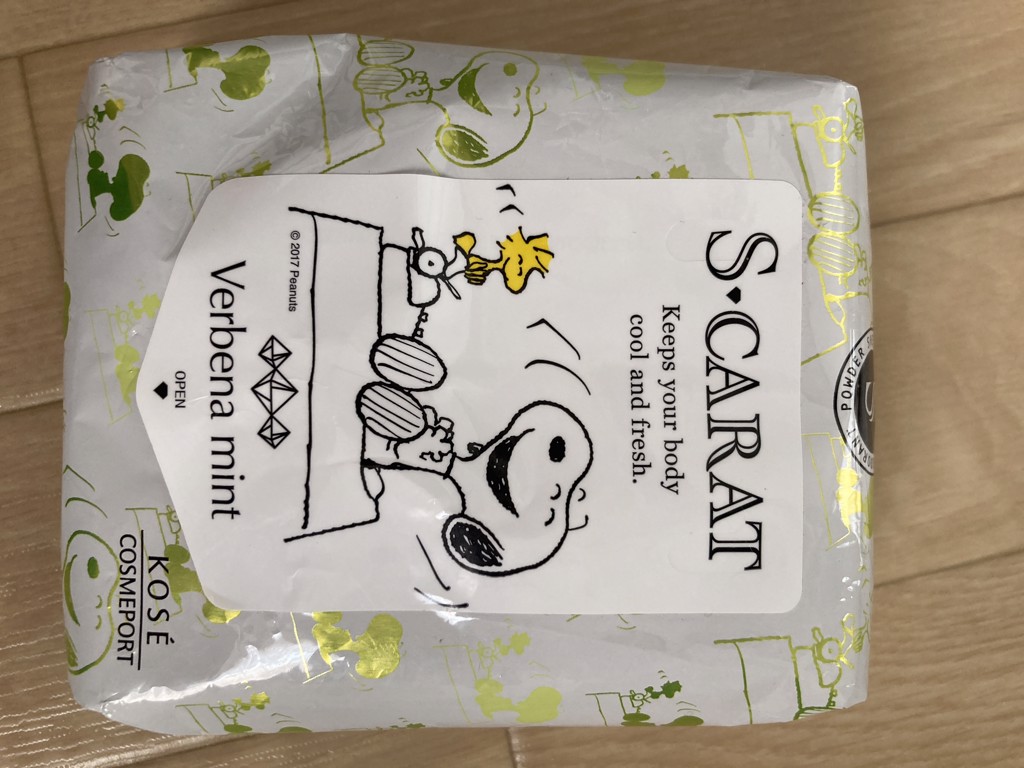 S·CARAT
Keeps your body
cool and fresh.
© 2017 Peanuts
Verbena mint
OPEN
KOSÉ
COSMEPORT
POWDER